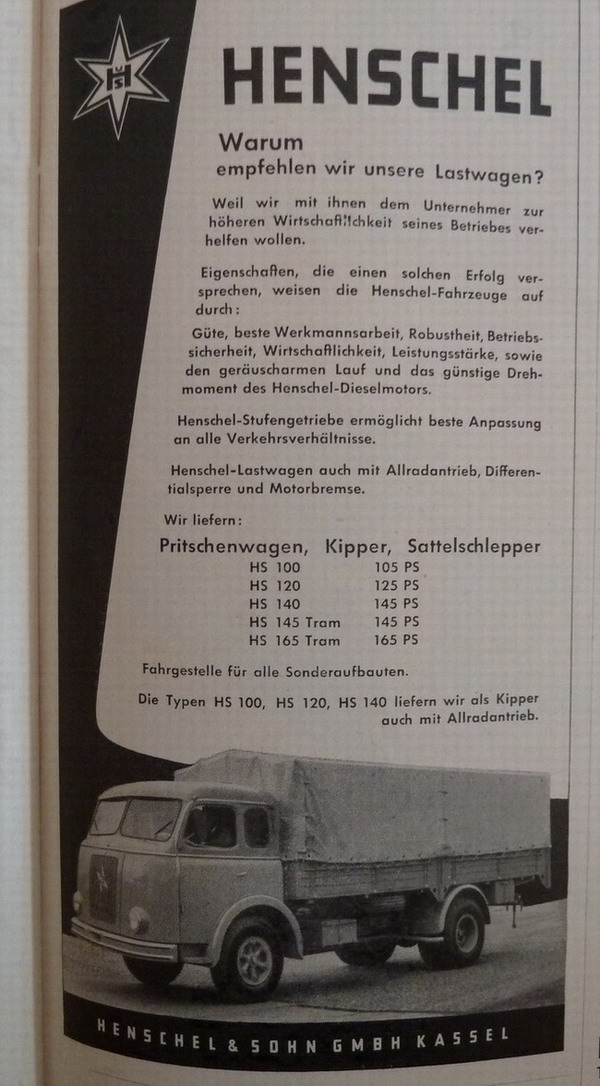 HS
HENSCHEL
Warum
empfehlen wir unsere Lastwagen?
Weil wir mit ihnen dem Unternehmer zur
höheren Wirtschaftlichkeit seines Betriebes ver-
helfen wollen.
Eigenschaften, die einen solchen Erfolg ver-
sprechen, weisen die Henschel-Fahrzeuge auf
durch:
Güte, beste Werkmannsarbeit, Robustheit, Betriebs-
sicherheit, Wirtschaftlichkeit, Leistungsstärke, sowie
den geräuscharmen Lauf und das günstige Dreh-
moment des Henschel-Dieselmotors.
Henschel-Stufengetriebe ermöglicht beste Anpassung
an alle Verkehrsverhältnisse.
Henschel-Lastwagen auch mit Allradantrieb, Differen-
tialsperre und Motorbremse.
Wir liefern:
Pritschenwagen, Kipper, Sattelschlepper
HS 100 105 PS
HS 120 125 PS
HS 140 145 PS
HS 145 Tram 145 PS
HS 165 Tram 165 PS
Fahrgestelle für alle Sonderaufbauten.
Die Typen HS 100, HS 120, HS 140 liefern wir als Kipper
auch mit Allradantrieb.
HENSCHEL & SOHN GMBH KASSEL